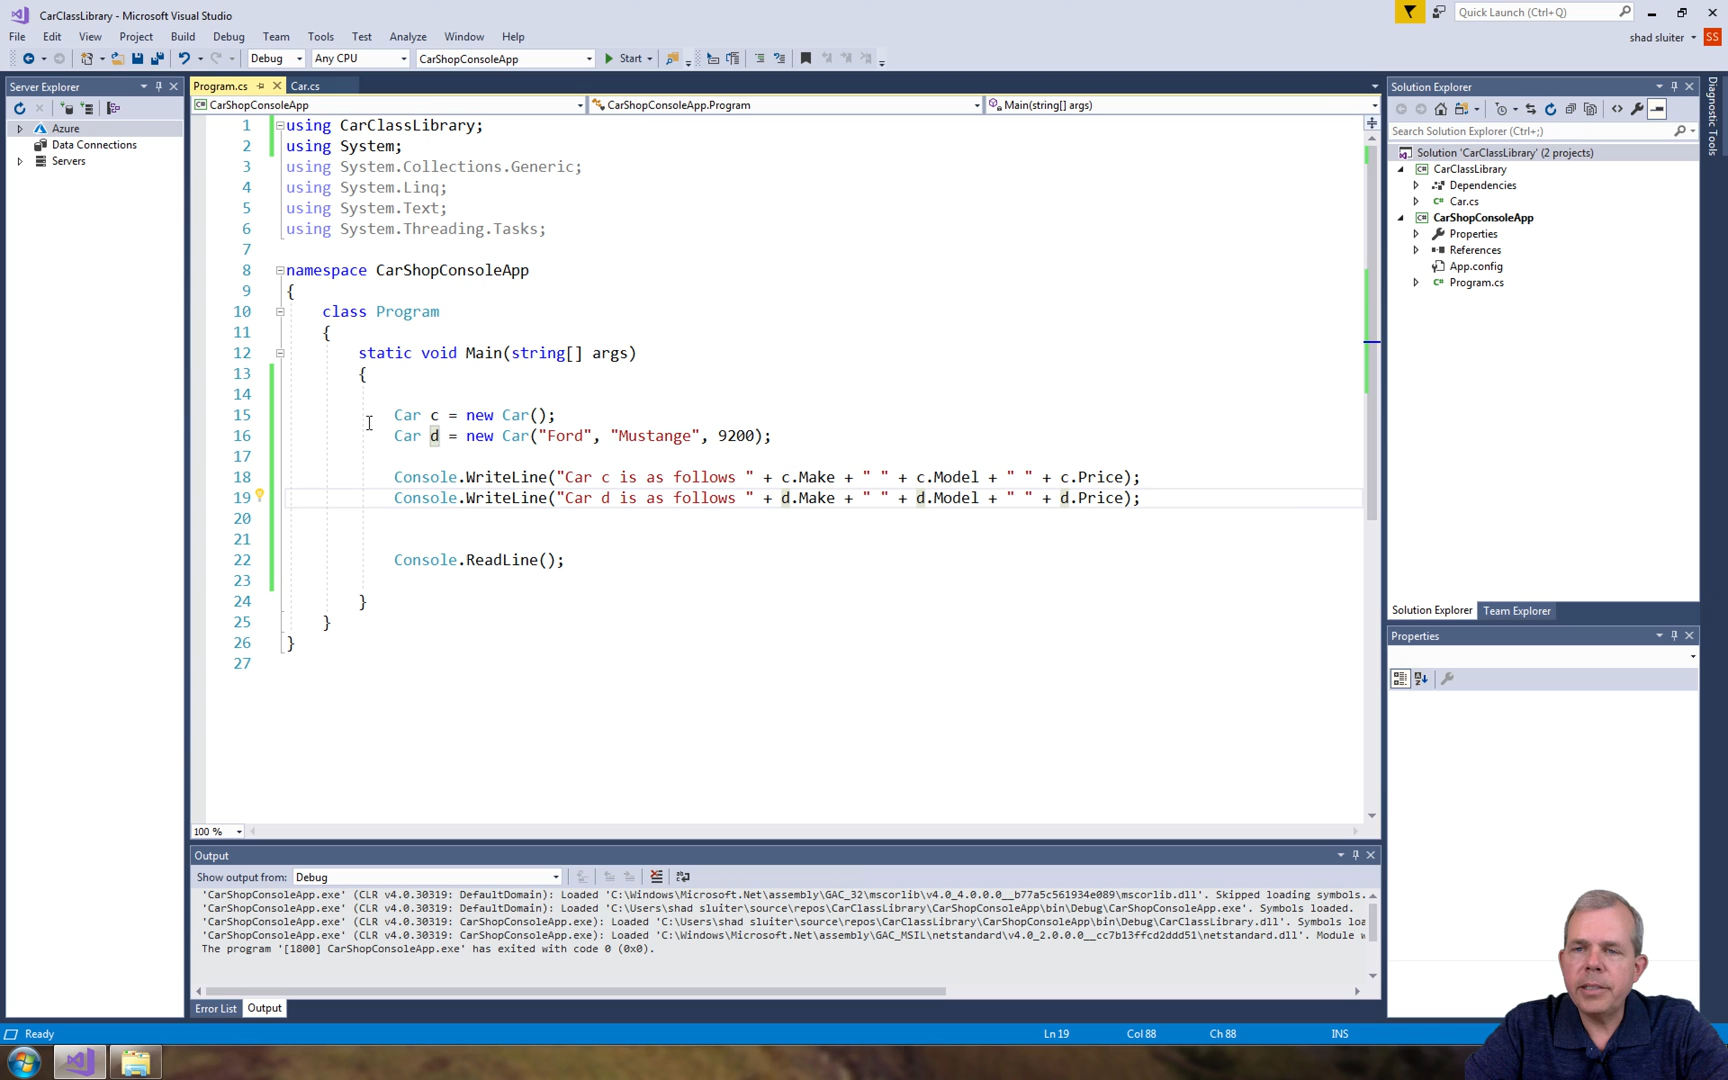 CarClassLibrary - Microsoft Visual Studio
Quick Launch (Ctrl+Q)
File Edit View Project Build Debug Team Tools Test Analyze Window Help
shad sluiter SS
Debug Any CPU CarShopConsoleApp Start
Server Explorer
Azure
Data Connections
Servers
Program.cs Car.cs
CarShopConsoleApp CarShopConsoleApp.Program Main(string[] args)
1 using CarClassLibrary;
2 using System;
3 using System.Collections.Generic;
4 using System.Linq;
5 using System.Text;
6 using System.Threading.Tasks;
7
8 namespace CarShopConsoleApp
9 {
10 class Program
11 {
12 static void Main(string[] args)
13 {
14
15 Car c = new Car();
16 Car d = new Car("Ford", "Mustange", 9200);
17
18 Console.WriteLine("Car c is as follows " + c.Make + " " + c.Model + " " + c.Price);
19 Console.WriteLine("Car d is as follows " + d.Make + " " + d.Model + " " + d.Price);
20
21
22 Console.ReadLine();
23
24 }
25 }
26 }
27
100 %
Solution Explorer
Search Solution Explorer (Ctrl+;)
Solution 'CarClassLibrary' (2 projects)
CarClassLibrary
Dependencies
C# Car.cs
C# CarShopConsoleApp
Properties
References
App.config
C# Program.cs
Solution Explorer Team Explorer
Properties
Diagnostic Tools
Output
Show output from: Debug
'CarShopConsoleApp.exe' (CLR v4.0.30319: DefaultDomain): Loaded 'C:\Windows\Microsoft.Net\assembly\GAC_32\mscorlib\v4.0_4.0.0.0__b77a5c561934e089\mscorlib.dll'. Skipped loading symbols.
'CarShopConsoleApp.exe' (CLR v4.0.30319: DefaultDomain): Loaded 'C:\Users\shad sluiter\source\repos\CarClassLibrary\CarShopConsoleApp\bin\Debug\CarShopConsoleApp.exe'. Symbols loaded.
'CarShopConsoleApp.exe' (CLR v4.0.30319: CarShopConsoleApp.exe): Loaded 'C:\Users\shad sluiter\source\repos\CarClassLibrary\CarShopConsoleApp\bin\Debug\CarClassLibrary.dll'. Symbols loa
'CarShopConsoleApp.exe' (CLR v4.0.30319: CarShopConsoleApp.exe): Loaded 'C:\Windows\Microsoft.Net\assembly\GAC_MSIL\netstandard\v4.0_2.0.0.0__cc7b13ffcd2ddd51\netstandard.dll'. Module w
The program '[1800] CarShopConsoleApp.exe' has exited with code 0 (0x0).
Error List Output
Ready Ln 19 Col 88 Ch 88 INS